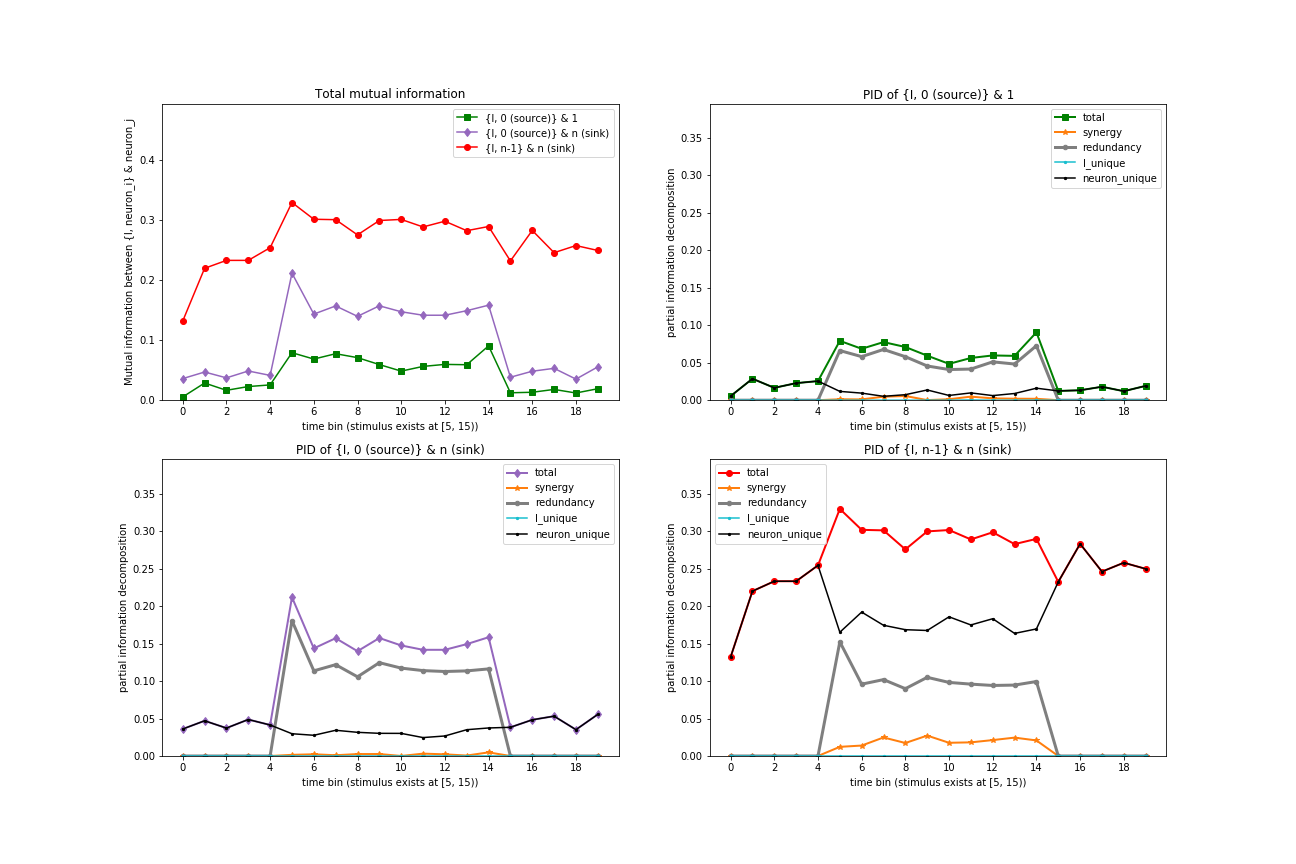 Total mutual information
Mutual information between {I, neuron_i} & neuron_j
0.4
0.3
0.2
0.1
0.0
{I, 0 (source)} & 1
{I, 0 (source)} & n (sink)
{I, n-1} & n (sink)
0 2 4 6 8 10 12 14 16 18
time bin (stimulus exists at [5, 15))
PID of {I, 0 (source)} & 1
partial information decomposition
0.35
0.30
0.25
0.20
0.15
0.10
0.05
0.00
total
synergy
redundancy
I_unique
neuron_unique
0 2 4 6 8 10 12 14 16 18
time bin (stimulus exists at [5, 15))
PID of {I, 0 (source)} & n (sink)
partial information decomposition
0.35
0.30
0.25
0.20
0.15
0.10
0.05
0.00
total
synergy
redundancy
I_unique
neuron_unique
0 2 4 6 8 10 12 14 16 18
time bin (stimulus exists at [5, 15))
PID of {I, n-1} & n (sink)
partial information decomposition
0.35
0.30
0.25
0.20
0.15
0.10
0.05
0.00
total
synergy
redundancy
I_unique
neuron_unique
0 2 4 6 8 10 12 14 16 18
time bin (stimulus exists at [5, 15))